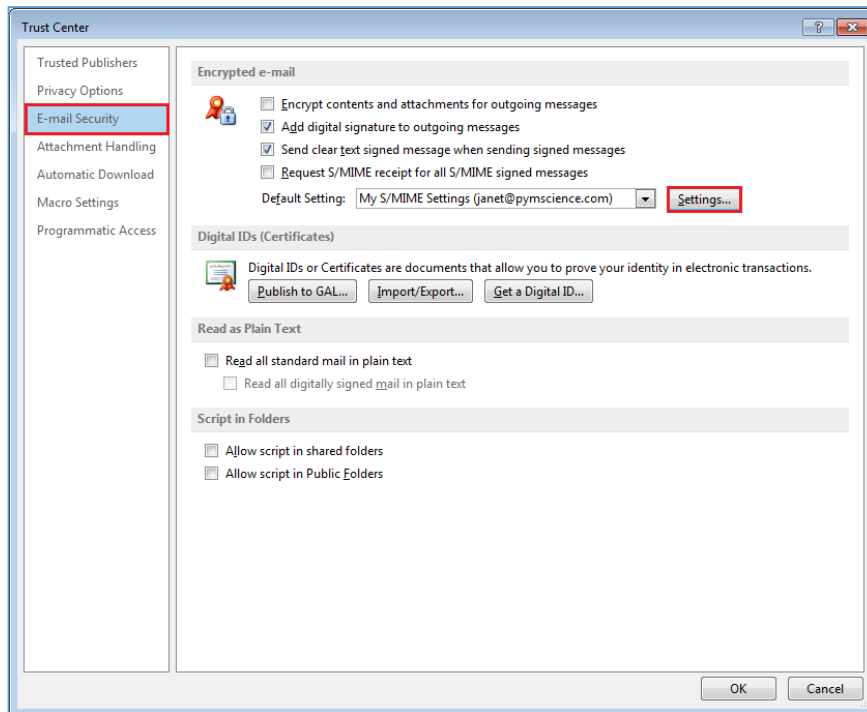 Trust Center
Trusted Publishers
Privacy Options
E-mail Security
Attachment Handling
Automatic Download
Macro Settings
Programmatic Access
Encrypted e-mail
Encrypt contents and attachments for outgoing messages
Add digital signature to outgoing messages
Send clear text signed message when sending signed messages
Request S/MIME receipt for all S/MIME signed messages
Default Setting: My S/MIME Settings (janet@pymscience.com) Settings...
Digital IDs (Certificates)
Digital IDs or Certificates are documents that allow you to prove your identity in electronic transactions.
Publish to GAL... Import/Export... Get a Digital ID...
Read as Plain Text
Read all standard mail in plain text
Read all digitally signed mail in plain text
Script in Folders
Allow script in shared folders
Allow script in Public Folders
OK Cancel